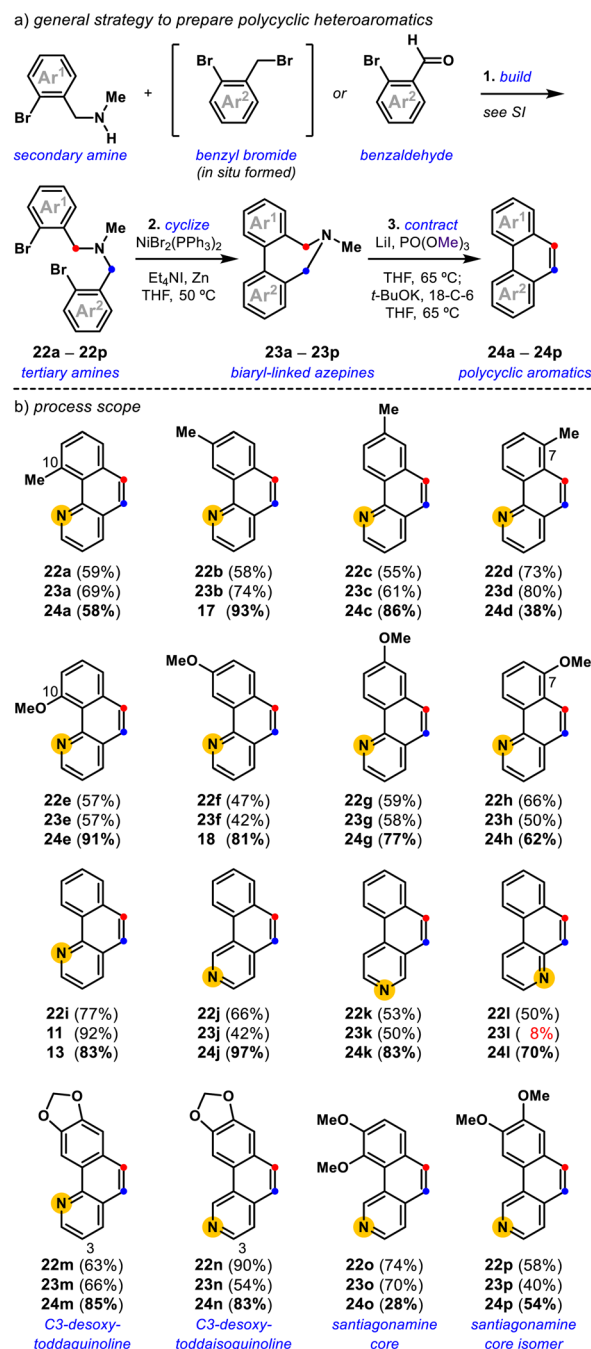 a) general strategy to prepare polycyclic heteroaromatics
Ar1
Br
N
Me
H
+
Br
Br
Ar2
or
H
O
Br
Ar2
1. build
see SI
secondary amine
benzyl bromide
(in situ formed)
benzaldehyde
Ar1
Br
Me
N
Br
Ar2
2. cyclize
NiBr2(PPh3)2
Et4NI, Zn
THF, 50 ºC
Ar1
N
Me
Ar2
3. contract
LiI, PO(OMe)3
THF, 65 ºC;
t-BuOK, 18-C-6
THF, 65 ºC
Ar1
Ar2
22a – 22p
23a – 23p
24a – 24p
tertiary amines
biaryl-linked azepines
polycyclic aromatics
b) process scope
10
Me
N
Me
N
Me
N
Me
7
N
22a (59%)
22b (58%)
22c (55%)
22d (73%)
23a (69%)
23b (74%)
23c (61%)
23d (80%)
24a (58%)
17 (93%)
24c (86%)
24d (38%)
10
MeO
N
MeO
N
OMe
N
OMe
7
N
22e (57%)
22f (47%)
22g (59%)
22h (66%)
23e (57%)
23f (42%)
23g (58%)
23h (50%)
24e (91%)
18 (81%)
24g (77%)
24h (62%)
N
N
N
N
22i (77%)
22j (66%)
22k (53%)
22l (50%)
11 (92%)
23j (42%)
23k (50%)
23l ( 8%)
13 (83%)
24j (97%)
24k (83%)
24l (70%)
O
O
N
3
O
O
N
3
MeO
MeO
N
OMe
MeO
N
22m (63%)
22n (90%)
22o (74%)
22p (58%)
23m (66%)
23n (54%)
23o (70%)
23p (40%)
24m (85%)
24n (83%)
24o (28%)
24p (54%)
C3-desoxy-
toddaquinoline
C3-desoxy-
toddaisoquinoline
santiagonamine
core
santiagonamine
core isomer